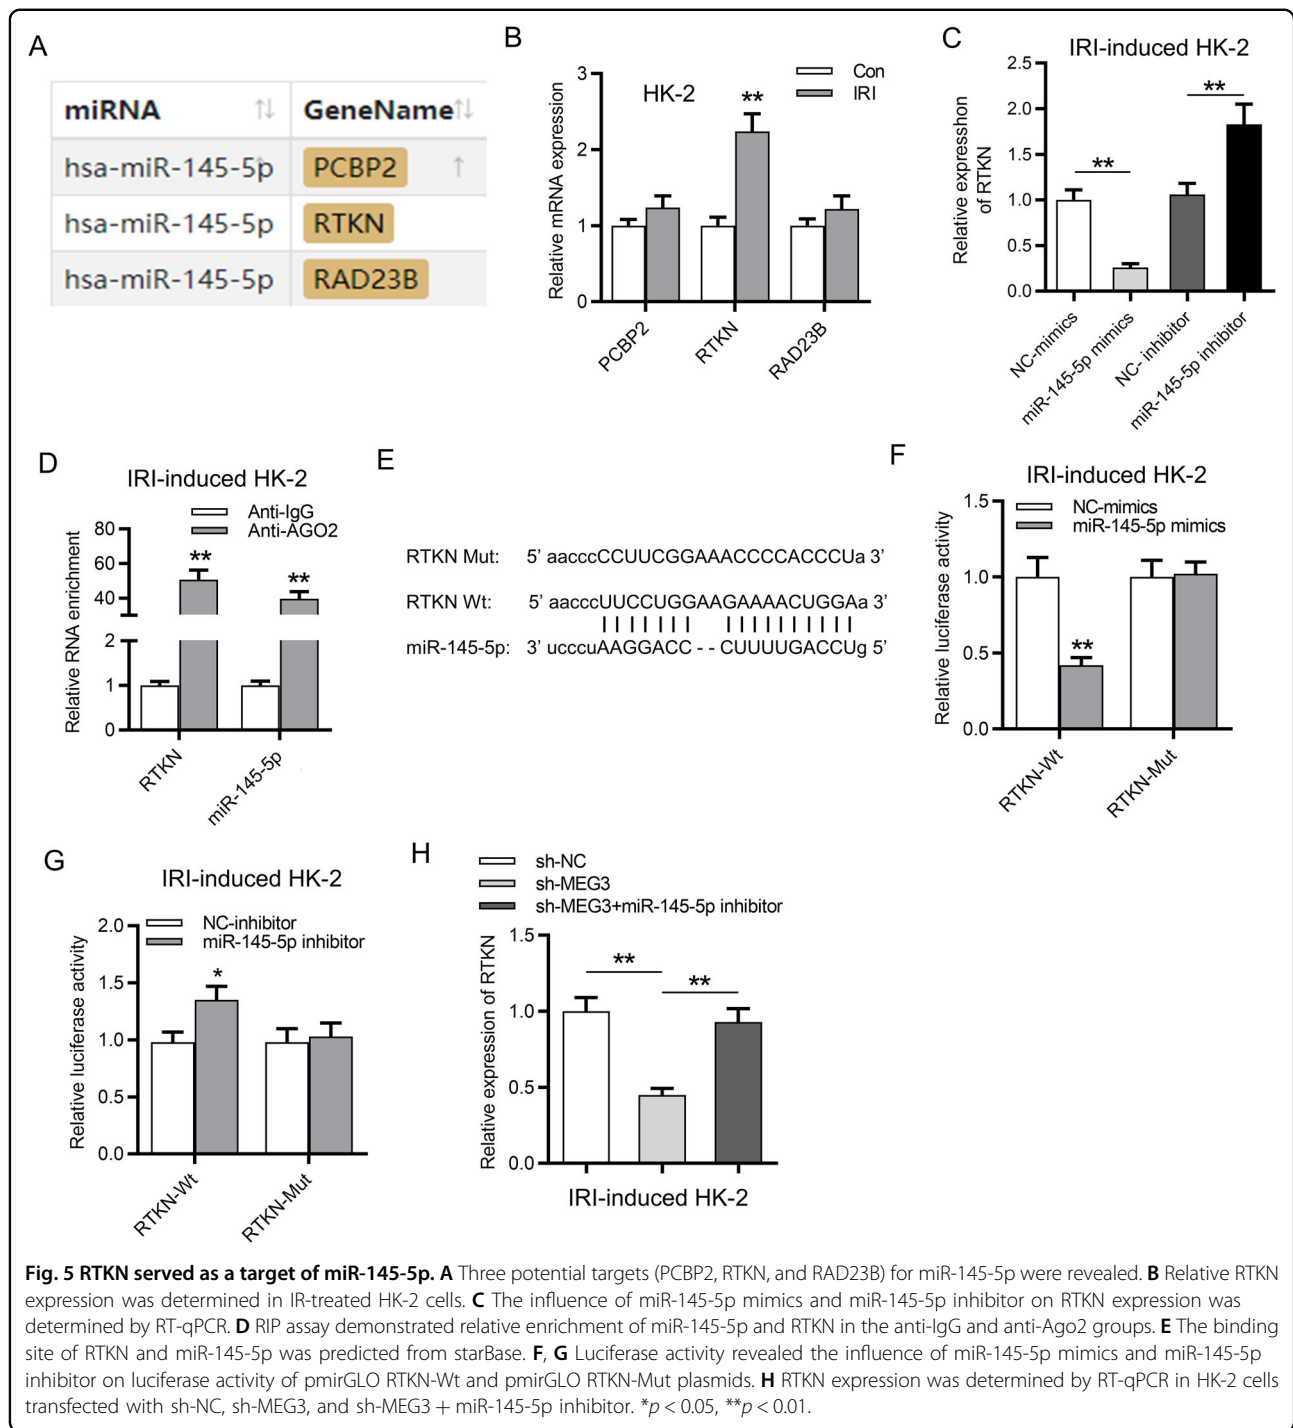 A
miRNA GeneName
hsa-miR-145-5p PCBP2
hsa-miR-145-5p RTKN
hsa-miR-145-5p RAD23B
B
HK-2
Con
IRI
Relative mRNA expression
3
2
1
0
**
PCBP2
RTKN
RAD23B
C
IRI-induced HK-2
Relative expresshon
of RTKN
2.5
2.0
1.5
1.0
0.5
0.0
**
**
NC-mimics
miR-145-5p mimics
NC- inhibitor
miR-145-5p inhibitor
D
IRI-induced HK-2
Anti-IgG
Anti-AGO2
Relative RNA enrichment
80
60
40
2
1
0
**
**
RTKN
miR-145-5p
E
RTKN Mut: 5’ aacccCCUUCGGAAACCCCACCCUa 3’
RTKN Wt: 5’ aacccUUCCUGGAAGAAAACUGGAa 3’
miR-145-5p: 3’ ucccuAAGGACC - - CUUUUGACCUg 5’
F
IRI-induced HK-2
NC-mimics
miR-145-5p mimics
Relative luciferase activity
1.5
1.0
0.5
0.0
**
RTKN-Wt
RTKN-Mut
G
IRI-induced HK-2
NC-inhibitor
miR-145-5p inhibitor
Relative luciferase activity
2.0
1.5
1.0
0.5
0.0
*
RTKN-Wt
RTKN-Mut
H
sh-NC
sh-MEG3
sh-MEG3+miR-145-5p inhibitor
Relative expression of RTKN
1.5
1.0
0.5
0.0
**
**
IRI-induced HK-2
Fig. 5 RTKN served as a target of miR-145-5p. A Three potential targets (PCBP2, RTKN, and RAD23B) for miR-145-5p were revealed. B Relative RTKN
expression was determined in IR-treated HK-2 cells. C The influence of miR-145-5p mimics and miR-145-5p inhibitor on RTKN expression was
determined by RT-qPCR. D RIP assay demonstrated relative enrichment of miR-145-5p and RTKN in the anti-IgG and anti-Ago2 groups. E The binding
site of RTKN and miR-145-5p was predicted from starBase. F, G Luciferase activity revealed the influence of miR-145-5p mimics and miR-145-5p
inhibitor on luciferase activity of pmirGLO RTKN-Wt and pmirGLO RTKN-Mut plasmids. H RTKN expression was determined by RT-qPCR in HK-2 cells
transfected with sh-NC, sh-MEG3, and sh-MEG3 + miR-145-5p inhibitor. *p < 0.05, **p < 0.01.